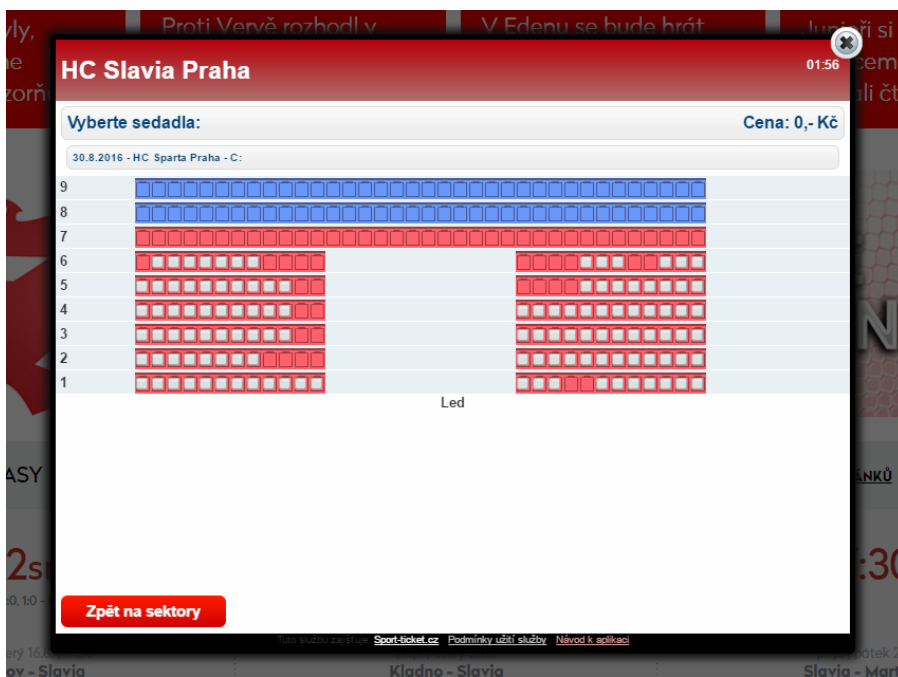 Proti Vervě rozhodl v
V Edenu se bude hrát
HC Slavia Praha
01:56
Vyberte sedadla:
Cena: 0,- Kč
30.8.2016 - HC Sparta Praha - C:
9
8
7
6
5
4
3
2
1
Led
Zpět na sektory
Tuto službu zajišťuje: Sport-ticket.cz Podmínky užití služby Návod k aplikaci
Kladno - Slavia